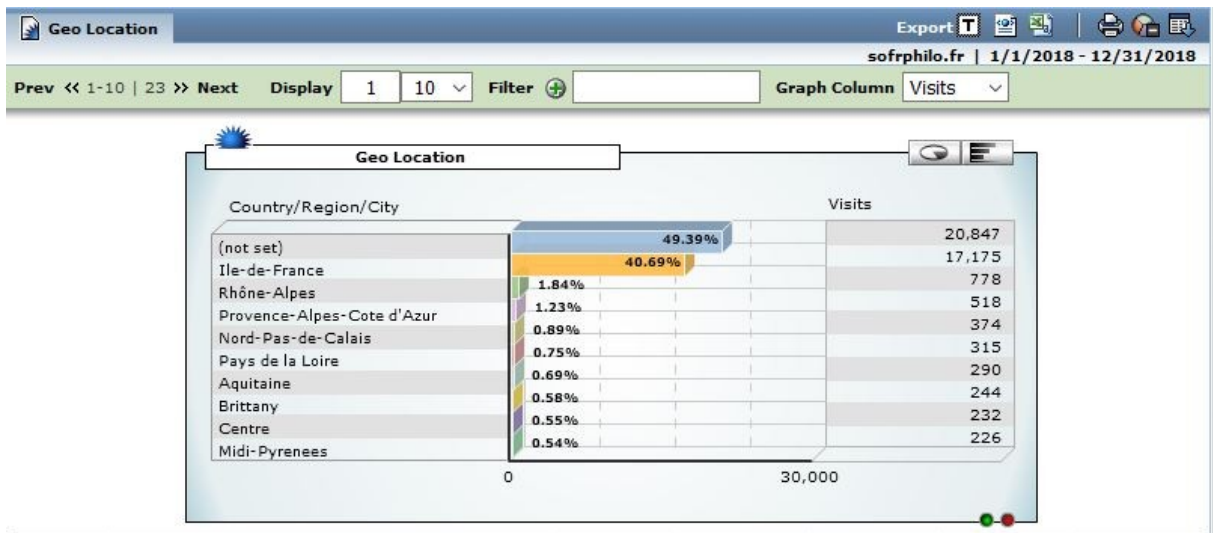 Geo Location
Export T
sofrphilo.fr | 1/1/2018 - 12/31/2018
Prev << 1-10 | 23 >> Next Display 1 10 Filter Graph Column Visits
Geo Location
Country/Region/City Visits
(not set) 49.39% 20,847
Ile-de-France 40.69% 17,175
Rhône-Alpes 1.84% 778
Provence-Alpes-Cote d'Azur 1.23% 518
Nord-Pas-de-Calais 0.89% 374
Pays de la Loire 0.75% 315
Aquitaine 0.69% 290
Brittany 0.58% 244
Centre 0.55% 232
Midi-Pyrenees 0.54% 226
0 30,000